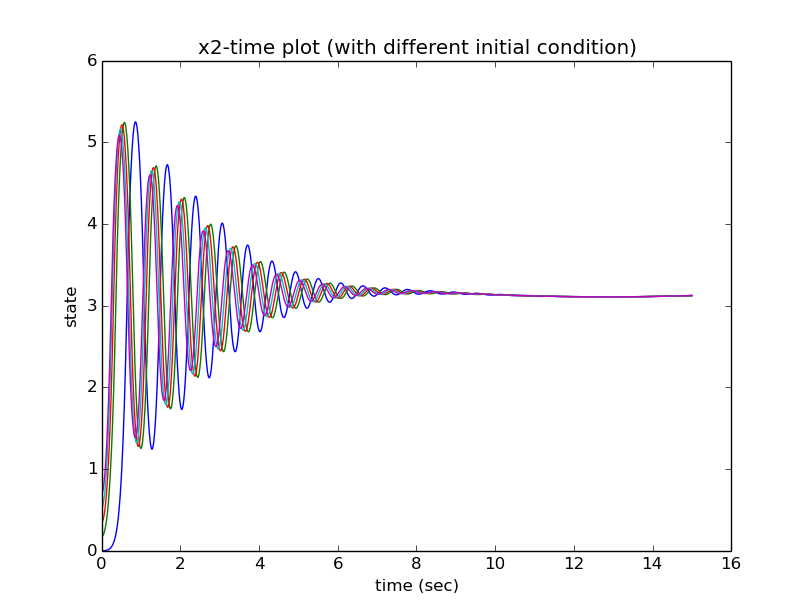 x2-time plot (with different initial condition)
6
5
4
3
2
1
0
state
0 2 4 6 8 10 12 14 16
time (sec)